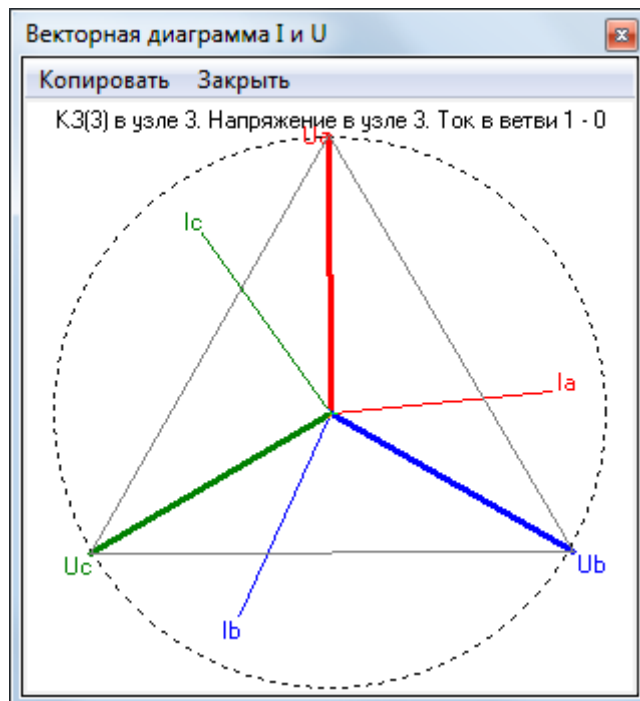 Векторная диаграмма I и U
Копировать Закрыть
КЗ(3) в узле 3. Напряжение в узле 3. Ток в ветви 1 - 0
Ua
Ic
Ia
Uc
Ub
Ib